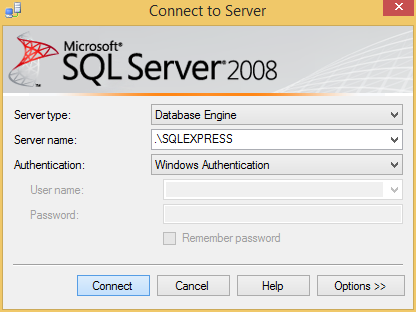 Connect to Server
Microsoft®
SQL Server® 2008
Server type: Database Engine
Server name: .\SQLEXPRESS
Authentication: Windows Authentication
User name:
Password:
Remember password
Connect Cancel Help Options >>